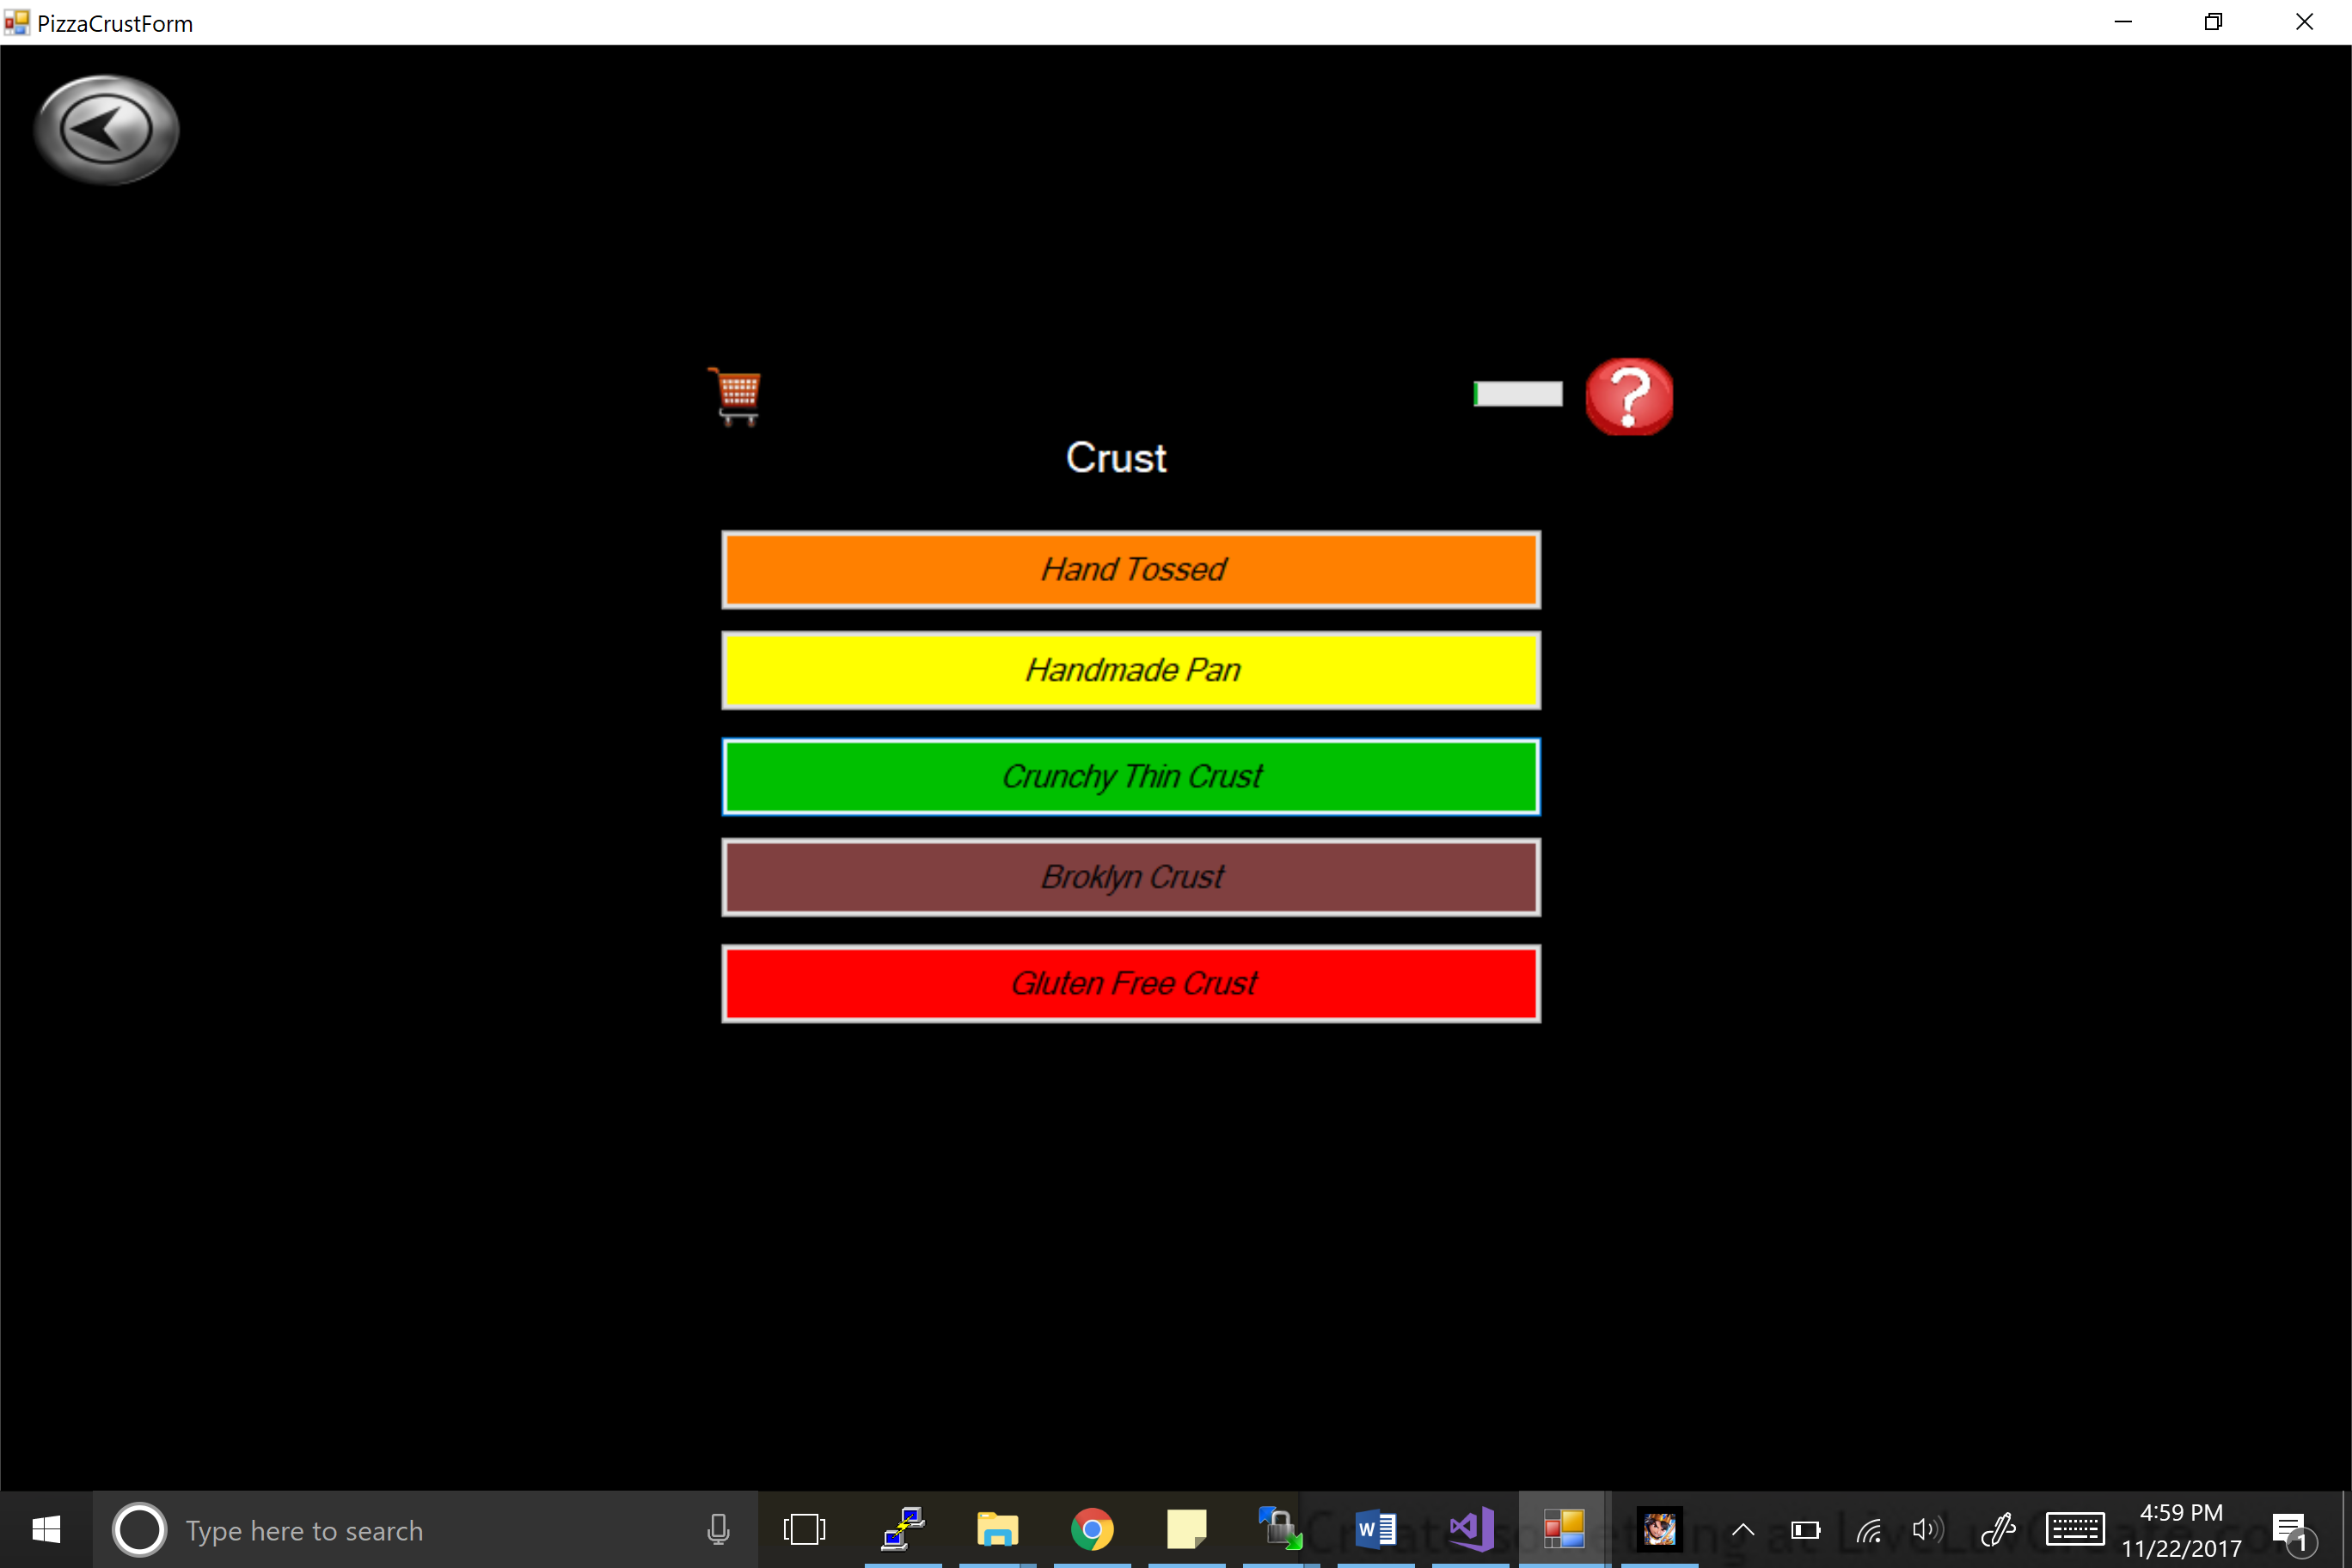 PizzaCrustForm
?
Crust
Hand Tossed
Handmade Pan
Crunchy Thin Crust
Broklyn Crust
Gluten Free Crust
Type here to search
4:59 PM
11/22/2017
1